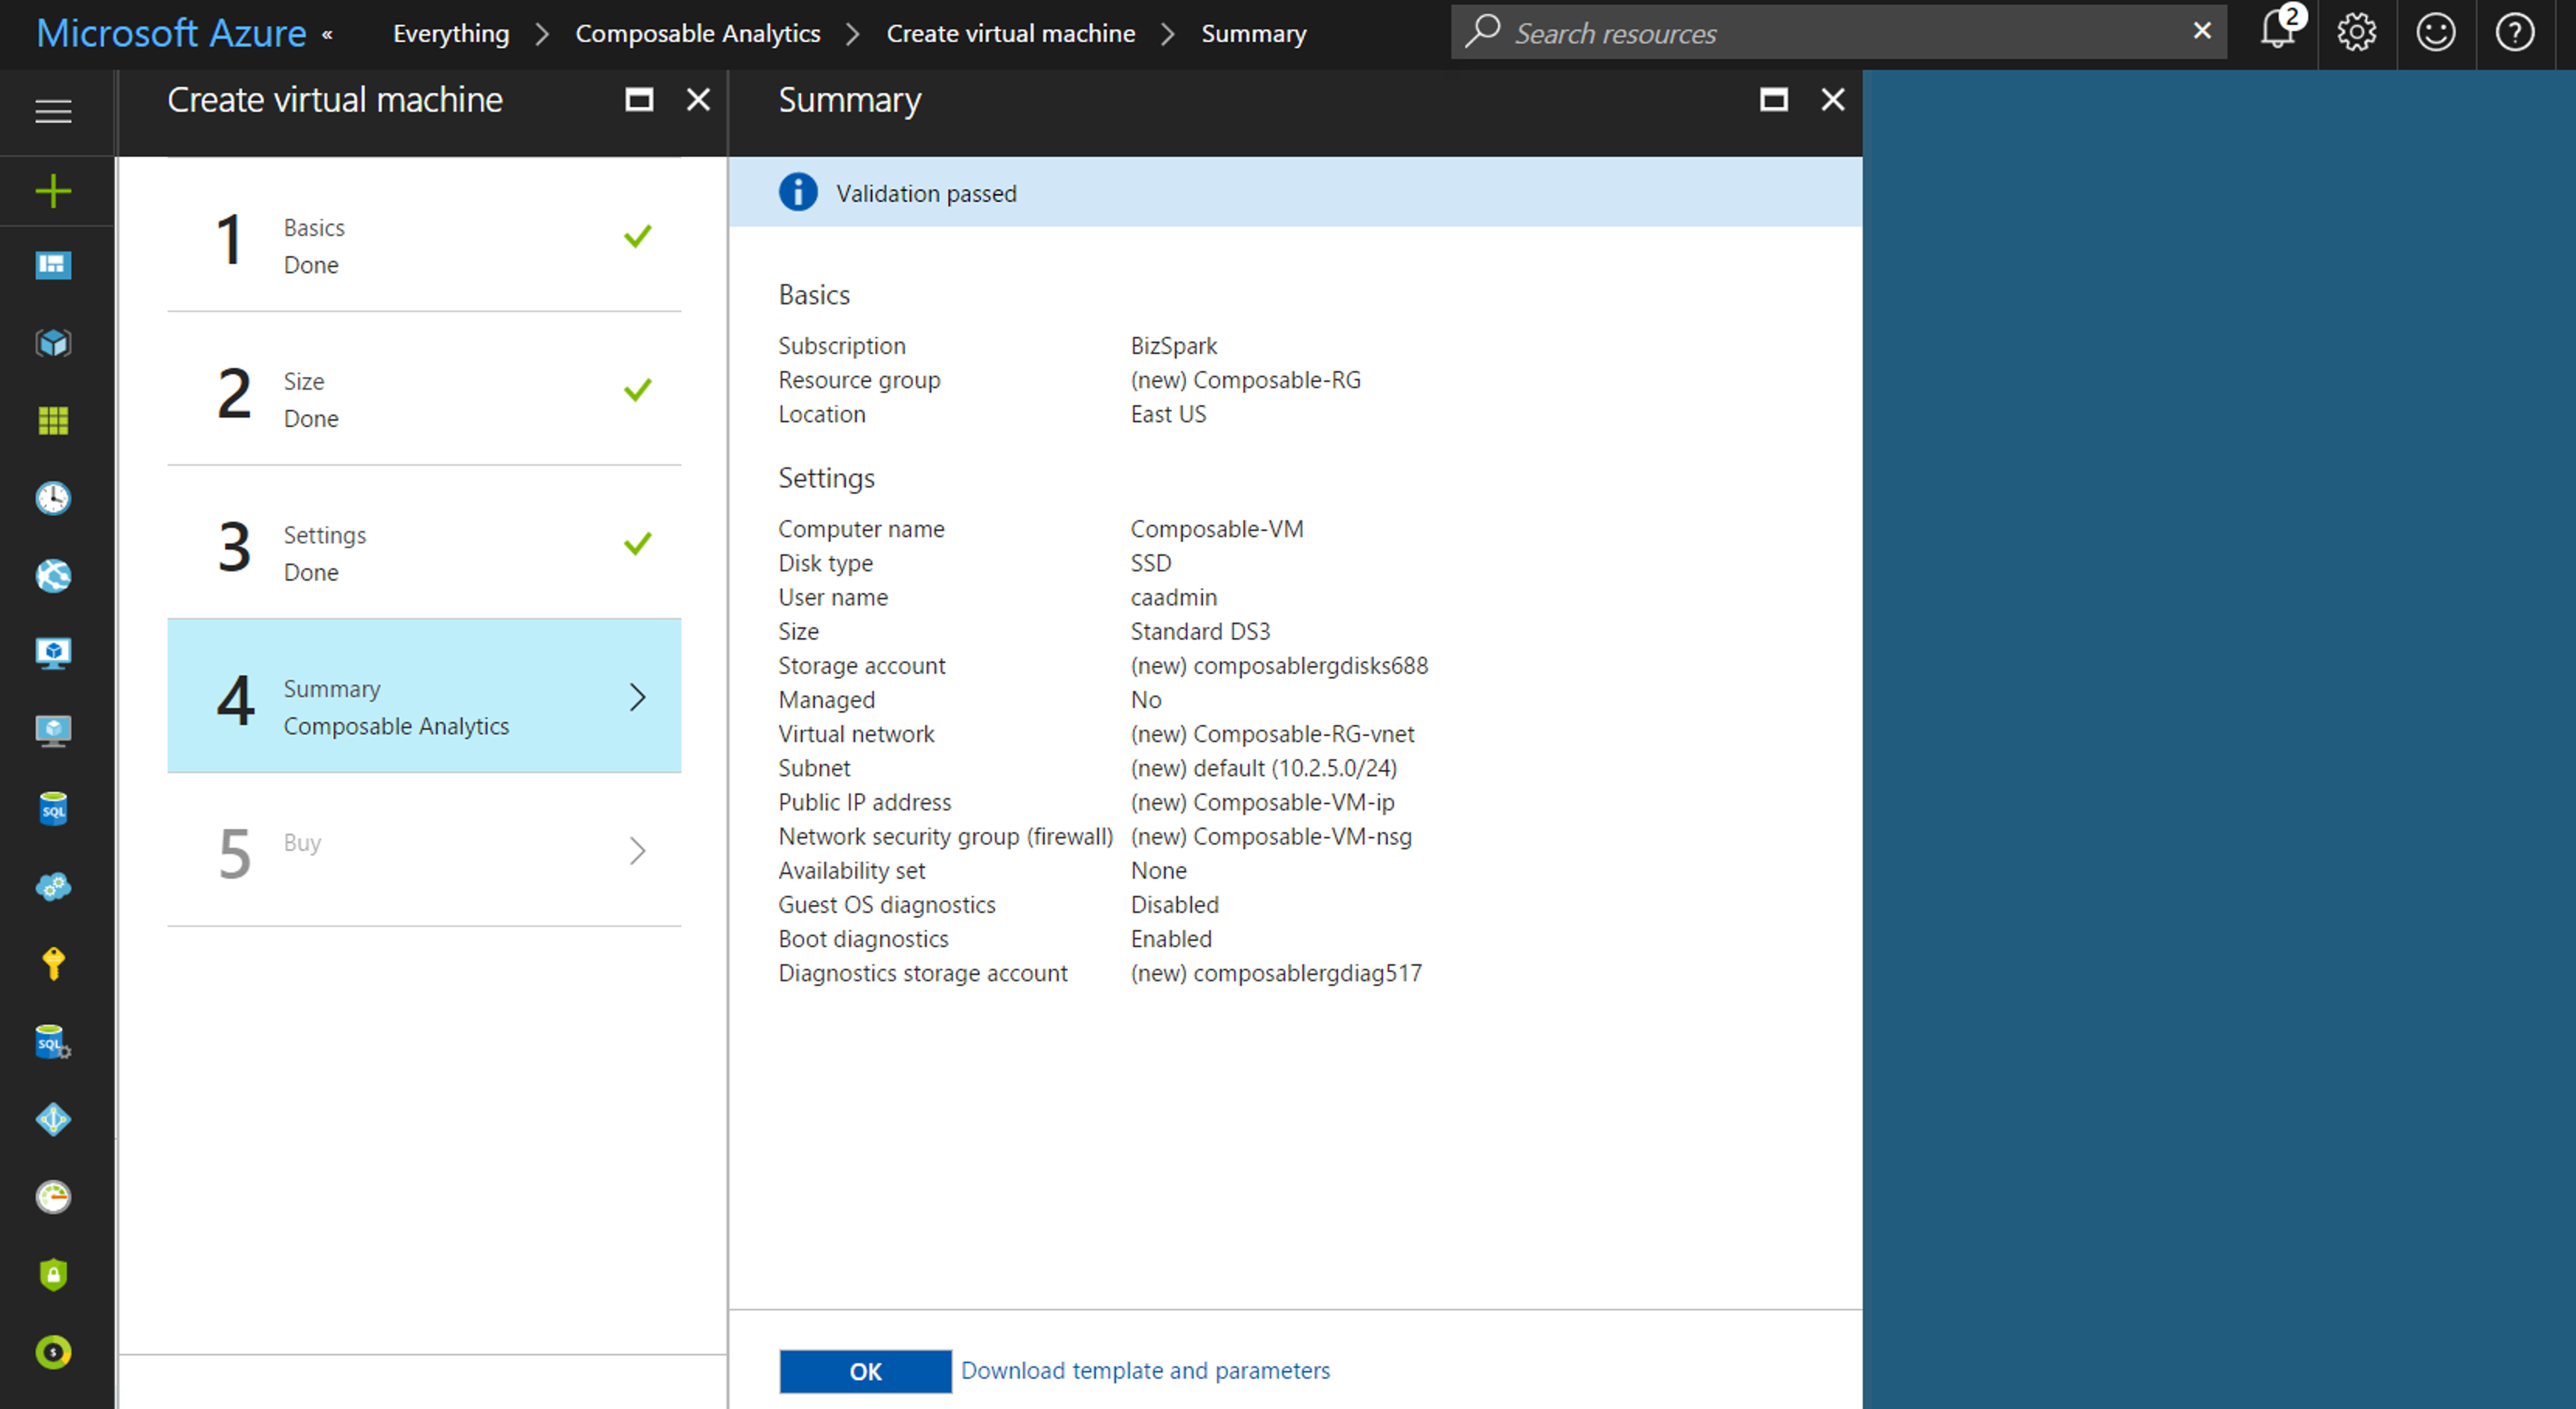 Microsoft Azure « Everything > Composable Analytics > Create virtual machine > Summary Search resources 2
Create virtual machine
1 Basics
Done
2 Size
Done
3 Settings
Done
4 Summary
Composable Analytics
5 Buy
Summary
Validation passed
Basics
Subscription BizSpark
Resource group (new) Composable-RG
Location East US
Settings
Computer name Composable-VM
Disk type SSD
User name caadmin
Size Standard DS3
Storage account (new) composablergdisks688
Managed No
Virtual network (new) Composable-RG-vnet
Subnet (new) default (10.2.5.0/24)
Public IP address (new) Composable-VM-ip
Network security group (firewall) (new) Composable-VM-nsg
Availability set None
Guest OS diagnostics Disabled
Boot diagnostics Enabled
Diagnostics storage account (new) composablergdiag517
OK Download template and parameters
SQL
SQL